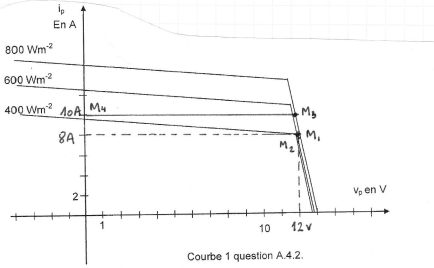 iₚ
En A
800 Wm⁻²
600 Wm⁻²
400 Wm⁻²
10A M₄ M₃
8A M₂ M₁
2
vₚ en V
1 10 12v
Courbe 1 question A.4.2.